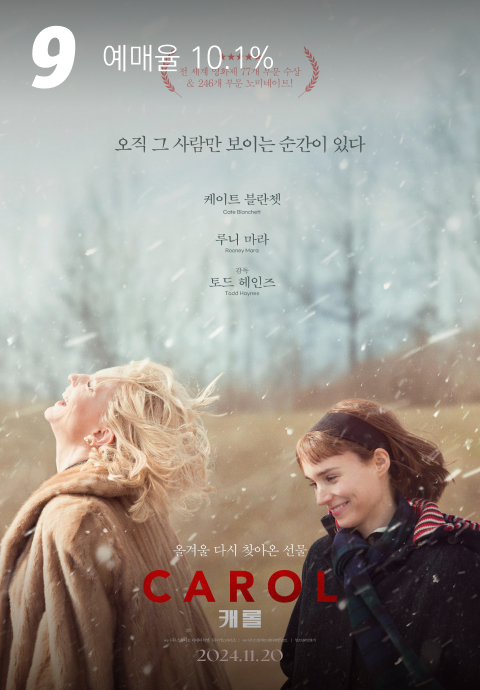 9
예매율 10.1%
전 세계 영화제 77개 부문 수상
& 246개 부문 노미네이트!
오직 그 사람만 보이는 순간이 있다
케이트 블란쳇
Cate Blanchett
루니 마라
Rooney Mara
감독
토드 헤인즈
Todd Haynes
올겨울 다시 찾아온 선물
CAROL
캐롤
2024.11.20